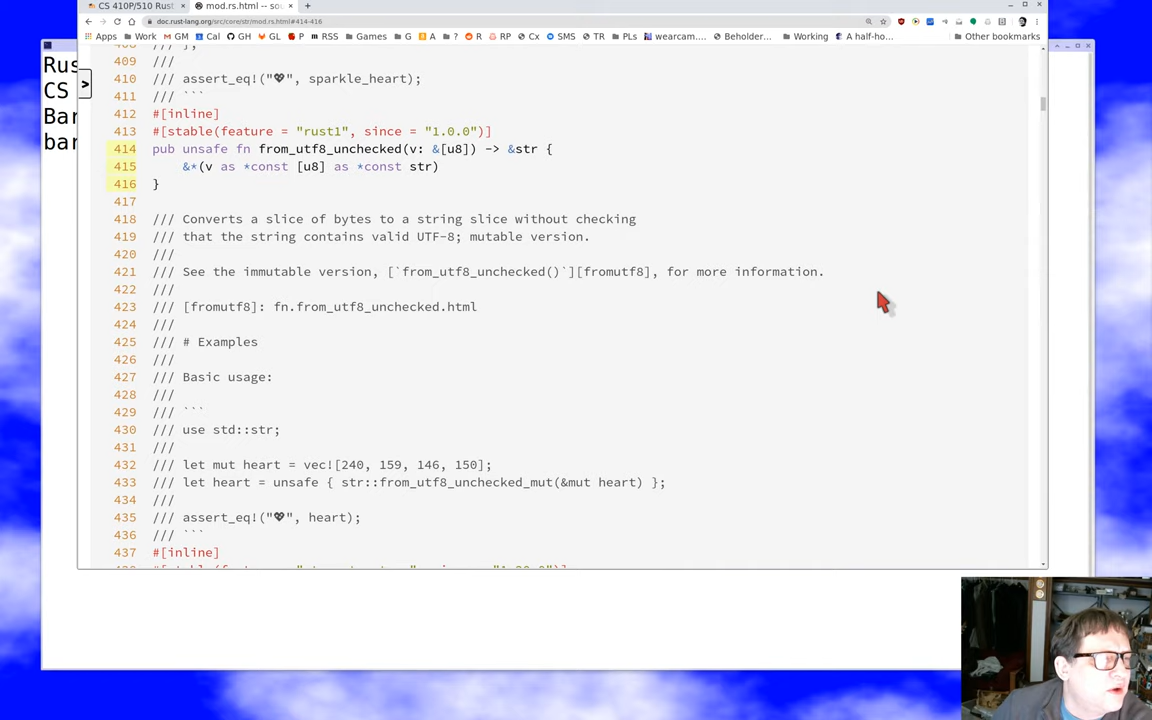 CS 410P/510 Rust
mod.rs.html -- so
doc.rust-lang.org/src/core/str/mod.rs.html#414-416
Apps Work GM Cal GH GL P RSS Games G A ? R RP Cx SMS TR PLs wearcam.... Beholder... Working A half-ho... Other bookmarks
Rus
CS
Bar
bar
>
408 /// };
409 ///
410 /// assert_eq!("💖", sparkle_heart);
411 /// ```
412 #[inline]
413 #[stable(feature = "rust1", since = "1.0.0")]
414 pub unsafe fn from_utf8_unchecked(v: &[u8]) -> &str {
415 &*(v as *const [u8] as *const str)
416 }
417
418 /// Converts a slice of bytes to a string slice without checking
419 /// that the string contains valid UTF-8; mutable version.
420 ///
421 /// See the immutable version, [`from_utf8_unchecked()`][fromutf8], for more information.
422 ///
423 /// [fromutf8]: fn.from_utf8_unchecked.html
424 ///
425 /// # Examples
426 ///
427 /// Basic usage:
428 ///
429 /// ```
430 /// use std::str;
431 ///
432 /// let mut heart = vec![240, 159, 146, 150];
433 /// let heart = unsafe { str::from_utf8_unchecked_mut(&mut heart) };
434 ///
435 /// assert_eq!("💖", heart);
436 /// ```
437 #[inline]